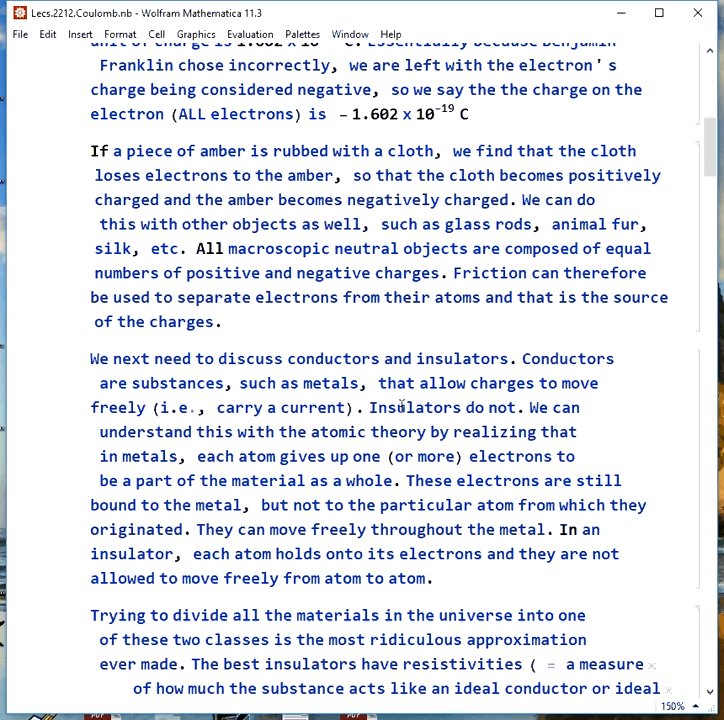 Lecs.2212.Coulomb.nb - Wolfram Mathematica 11.3
File Edit Insert Format Cell Graphics Evaluation Palettes Window Help
unit of charge is 1.602 x 10 C. Essentially because Benjamin
Franklin chose incorrectly, we are left with the electron's
charge being considered negative, so we say the the charge on the
electron (ALL electrons) is -1.602 x 10^-19 C
If a piece of amber is rubbed with a cloth, we find that the cloth
loses electrons to the amber, so that the cloth becomes positively
charged and the amber becomes negatively charged. We can do
this with other objects as well, such as glass rods, animal fur,
silk, etc. All macroscopic neutral objects are composed of equal
numbers of positive and negative charges. Friction can therefore
be used to separate electrons from their atoms and that is the source
of the charges.
We next need to discuss conductors and insulators. Conductors
are substances, such as metals, that allow charges to move
freely (i.e., carry a current). Insulators do not. We can
understand this with the atomic theory by realizing that
in metals, each atom gives up one (or more) electrons to
be a part of the material as a whole. These electrons are still
bound to the metal, but not to the particular atom from which they
originated. They can move freely throughout the metal. In an
insulator, each atom holds onto its electrons and they are not
allowed to move freely from atom to atom.
Trying to divide all the materials in the universe into one
of these two classes is the most ridiculous approximation
ever made. The best insulators have resistivities ( = a measure ×
of how much the substance acts like an ideal conductor or ideal ×
150%